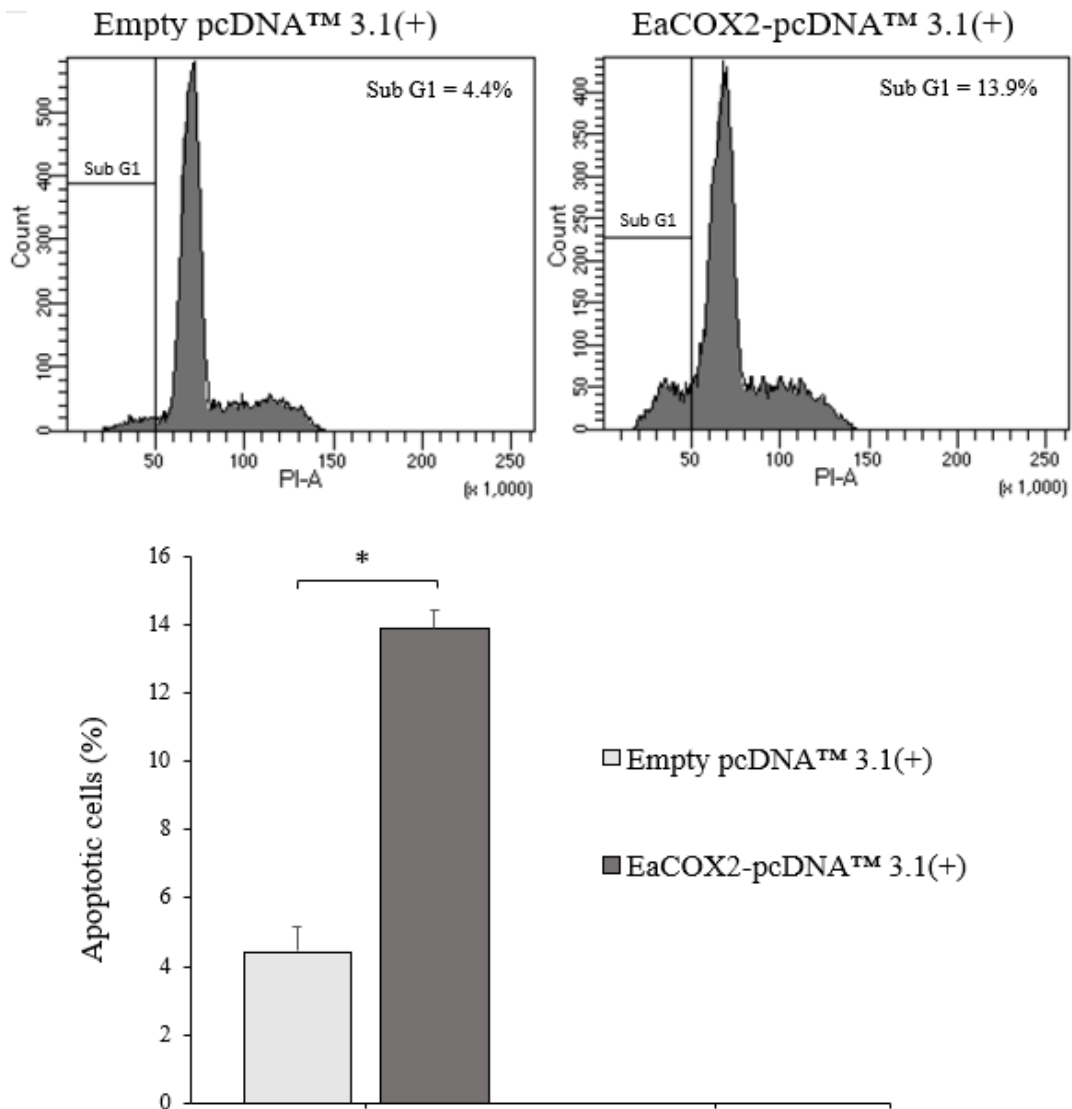 Empty pcDNA™ 3.1(+)
Sub G1 = 4.4%
Sub G1
Count
500
400
300
200
100
0
50
100
150
200
250
PI-A
(x 1,000)
EaCOX2-pcDNA™ 3.1(+)
Sub G1 = 13.9%
Sub G1
Count
400
350
300
250
200
150
100
50
0
50
100
150
200
250
PI-A
(x 1,000)
Apoptotic cells (%)
16
14
12
10
8
6
4
2
0
*
Empty pcDNA™ 3.1(+)
EaCOX2-pcDNA™ 3.1(+)